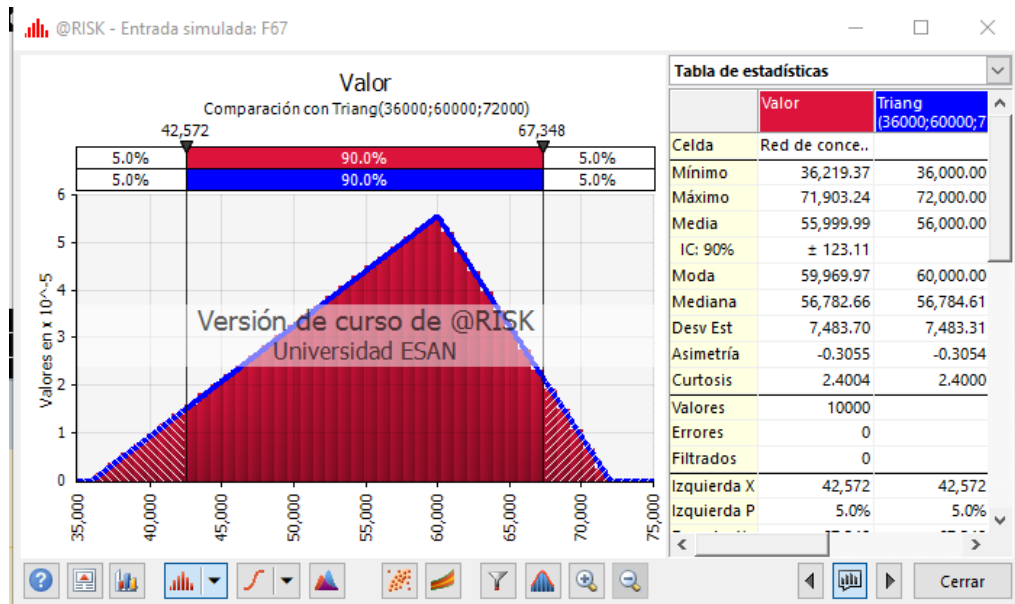 @RISK - Entrada simulada: F67
Valor
Comparación con Triang(36000;60000;72000)
42,572 67,348
5.0% 90.0% 5.0%
5.0% 90.0% 5.0%
Valores en x 10^-5
6
5
4
3
2
1
0
35,000 40,000 45,000 50,000 55,000 60,000 65,000 70,000 75,000
Versión de curso de @RISK
Universidad ESAN
Tabla de estadísticas
Valor Triang
(36000;60000;7
Celda Red de conce..
Mínimo 36,219.37 36,000.00
Máximo 71,903.24 72,000.00
Media 55,999.99 56,000.00
IC: 90% ± 123.11
Moda 59,969.97 60,000.00
Mediana 56,782.66 56,784.61
Desv Est 7,483.70 7,483.31
Asimetría -0.3055 -0.3054
Curtosis 2.4004 2.4000
Valores 10000
Errores 0
Filtrados 0
Izquierda X 42,572 42,572
Izquierda P 5.0% 5.0%
Cerrar